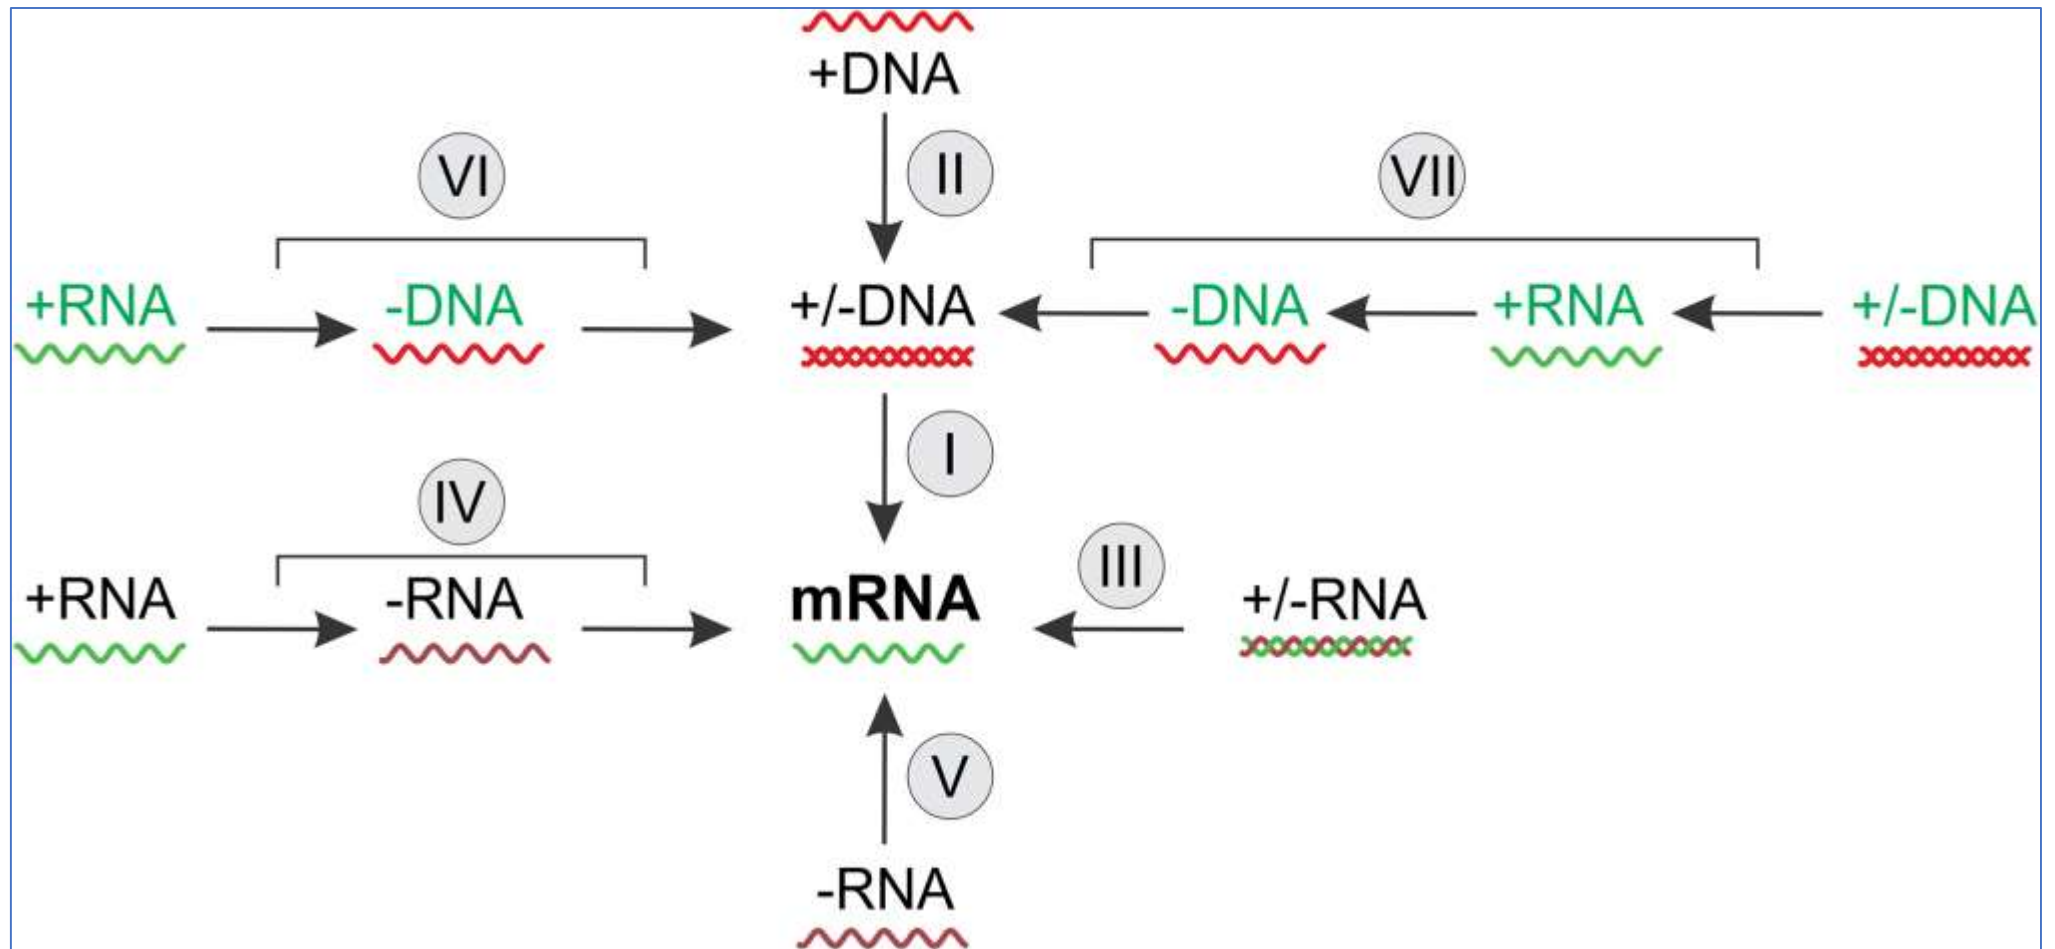 +DNA
II
VI
VII
+RNA
-DNA
+/-DNA
-DNA
+RNA
+/-DNA
I
IV
III
+RNA
-RNA
mRNA
+/-RNA
V
-RNA